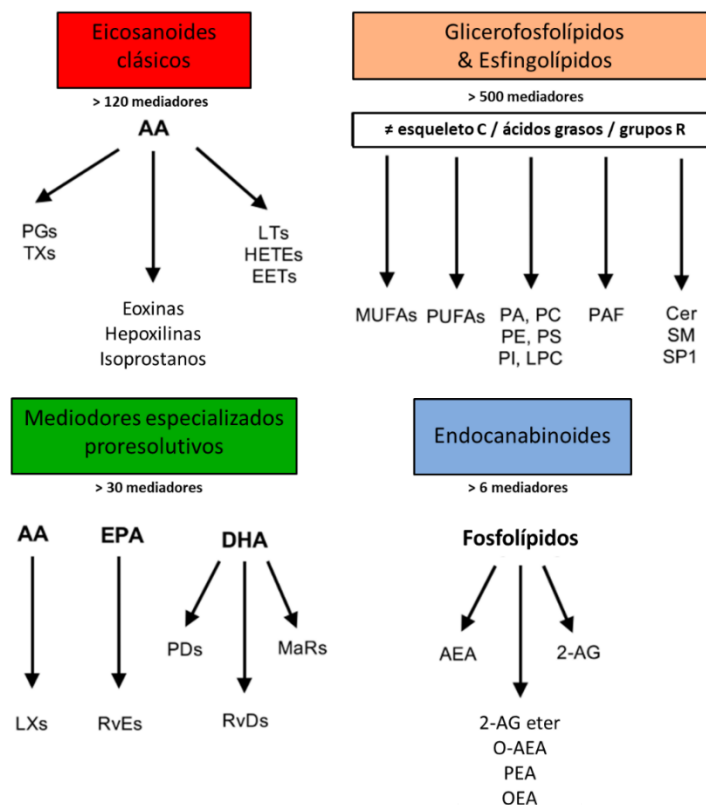 Eicosanoides
clásicos
> 120 mediadores
AA
PGs
TXs
Eoxinas
Hepoxilinas
Isoprostanos
LTs
HETEs
EETs
Glicerofosfolípidos
& Esfingolípidos
> 500 mediadores
≠ esqueleto C / ácidos grasos / grupos R
MUFAs
PUFAs
PA, PC
PE, PS
PI, LPC
PAF
Cer
SM
SP1
Mediodores especializados
proresolutivos
> 30 mediadores
AA
EPA
DHA
LXs
RvEs
PDs
RvDs
MaRs
Endocanabinoides
> 6 mediadores
Fosfolípidos
AEA
2-AG
2-AG eter
O-AEA
PEA
OEA